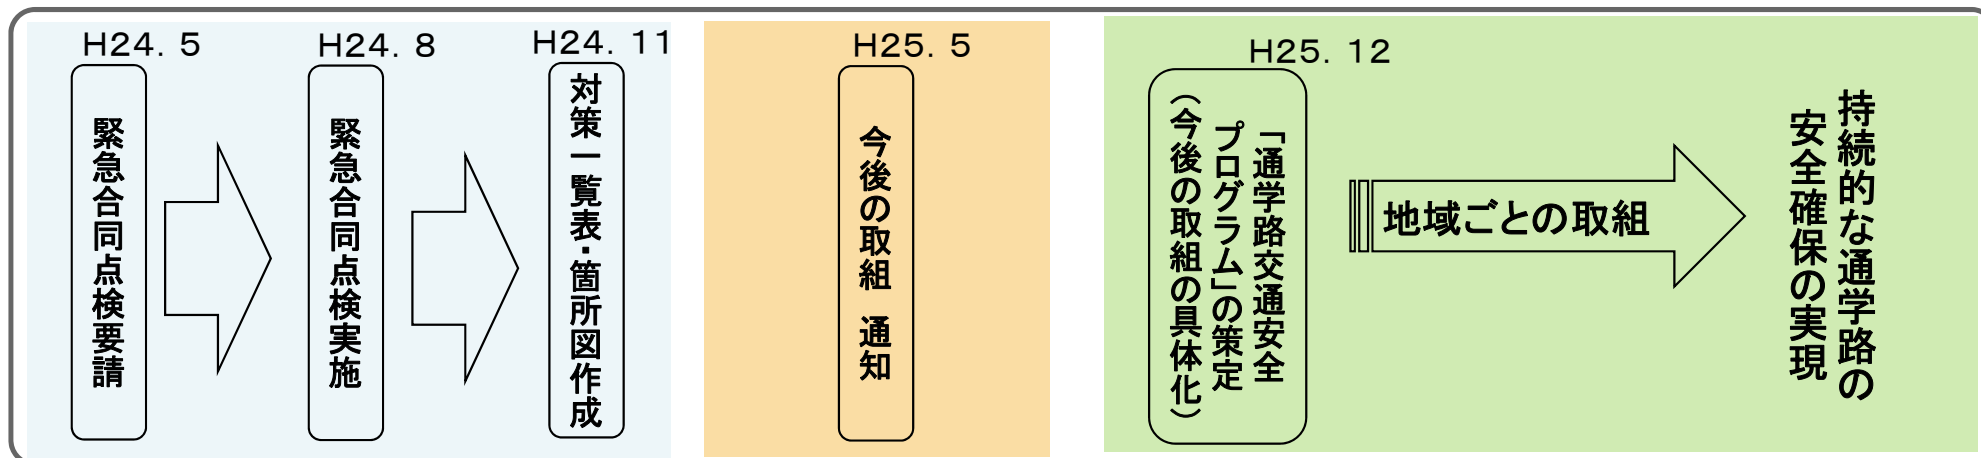 H24. 5
緊急合同点検要請
H24. 8
緊急合同点検実施
H24. 11
対策一覧表・箇所図作成
H25. 5
今後の取組 通知
H25. 12
「通学路交通安全
プログラム」の策定
（今後の取組の具体化）
地域ごとの取組
持続的な通学路の
安全確保の実現